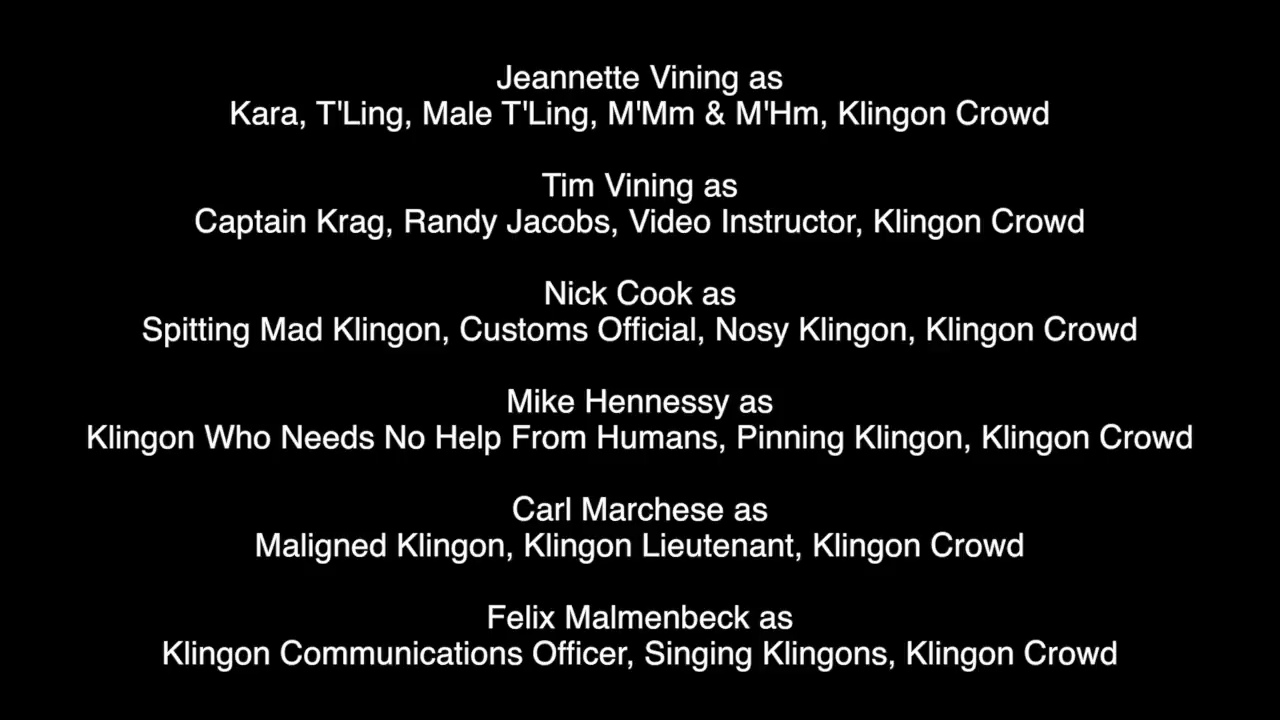 Jeannette Vining as
Kara, T'Ling, Male T'Ling, M'Mm & M'Hm, Klingon Crowd
Tim Vining as
Captain Krag, Randy Jacobs, Video Instructor, Klingon Crowd
Nick Cook as
Spitting Mad Klingon, Customs Official, Nosy Klingon, Klingon Crowd
Mike Hennessy as
Klingon Who Needs No Help From Humans, Pinning Klingon, Klingon Crowd
Carl Marchese as
Maligned Klingon, Klingon Lieutenant, Klingon Crowd
Felix Malmenbeck as
Klingon Communications Officer, Singing Klingons, Klingon Crowd